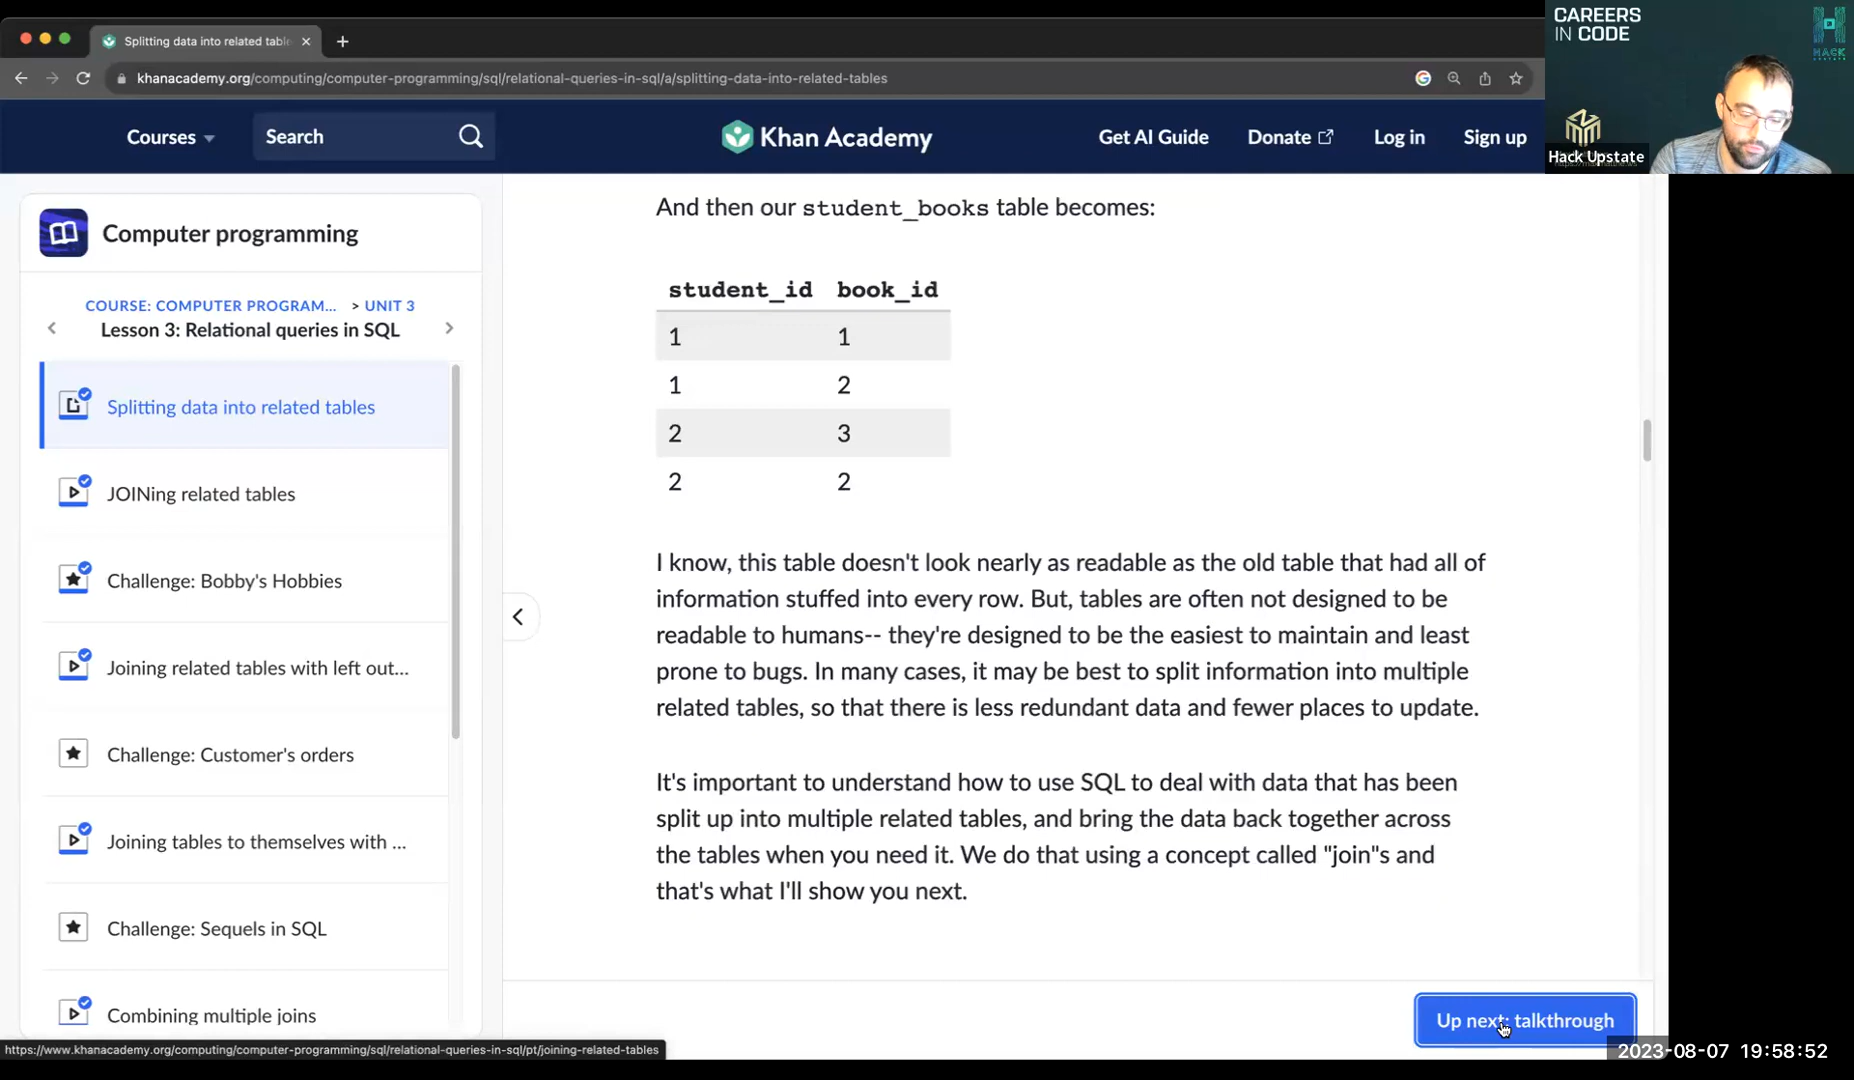 Splitting data into related table
khanacademy.org/computing/computer-programming/sql/relational-queries-in-sql/a/splitting-data-into-related-tables
CAREERS
IN CODE
HACK
Hack Upstate
Courses
Search
Khan Academy
Get AI Guide
Donate
Log in
Sign up
Computer programming
COURSE: COMPUTER PROGRAM... > UNIT 3
Lesson 3: Relational queries in SQL
Splitting data into related tables
JOINing related tables
Challenge: Bobby's Hobbies
Joining related tables with left out...
Challenge: Customer's orders
Joining tables to themselves with ...
Challenge: Sequels in SQL
Combining multiple joins
And then our student_books table becomes:
student_id book_id
1 1
1 2
2 3
2 2
I know, this table doesn't look nearly as readable as the old table that had all of
information stuffed into every row. But, tables are often not designed to be
readable to humans-- they're designed to be the easiest to maintain and least
prone to bugs. In many cases, it may be best to split information into multiple
related tables, so that there is less redundant data and fewer places to update.
It's important to understand how to use SQL to deal with data that has been
split up into multiple related tables, and bring the data back together across
the tables when you need it. We do that using a concept called "join"s and
that's what I'll show you next.
Up next: talkthrough
https://www.khanacademy.org/computing/computer-programming/sql/relational-queries-in-sql/pt/joining-related-tables
2023-08-07 19:58:52